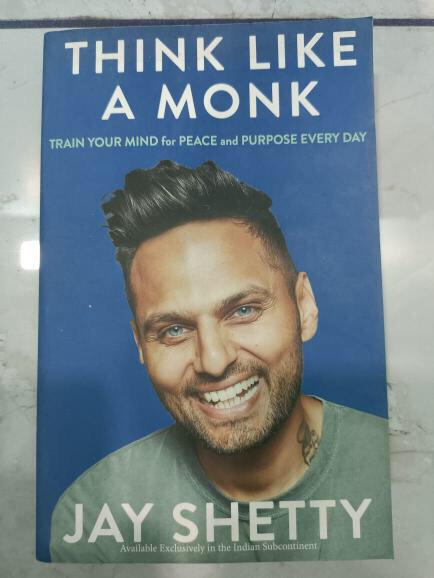 THINK LIKE
A MONK
TRAIN YOUR MIND for PEACE and PURPOSE EVERY DAY
JAY SHETTY
Available Exclusively in the Indian Subcontinent